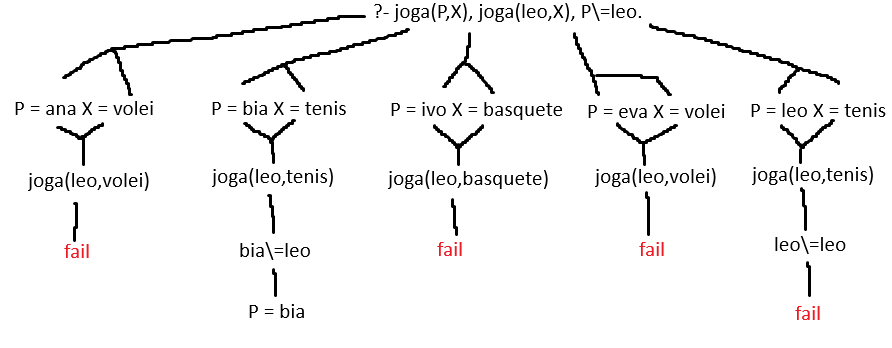 ?- joga(P,X), joga(leo,X), P\=leo.
P = ana X = volei P = bia X = tenis P = ivo X = basquete P = eva X = volei P = leo X = tenis
joga(leo,volei) joga(leo,tenis) joga(leo,basquete) joga(leo,volei) joga(leo,tenis)
fail bia\=leo fail fail leo\=leo
P = bia fail